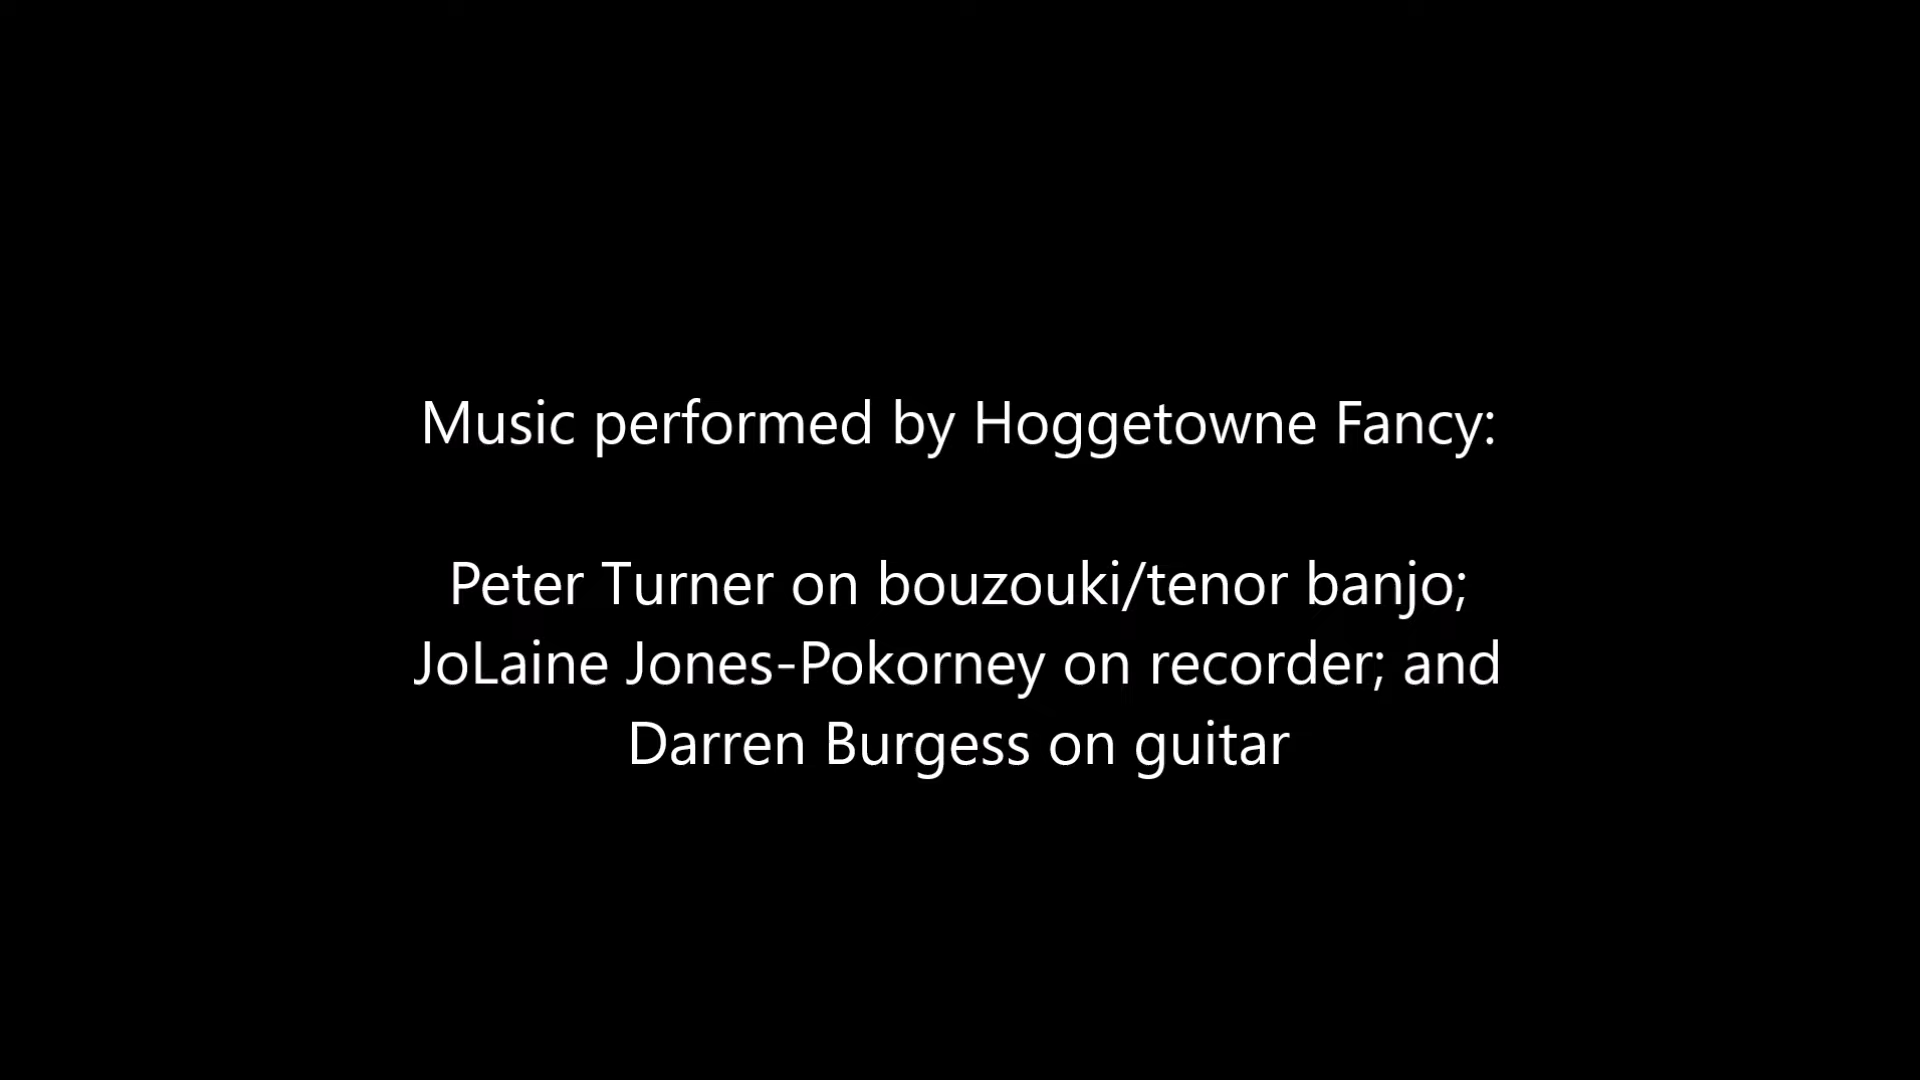 Music performed by Hoggetowne Fancy:
Peter Turner on bouzouki/tenor banjo;
JoLaine Jones-Pokorney on recorder; and
Darren Burgess on guitar